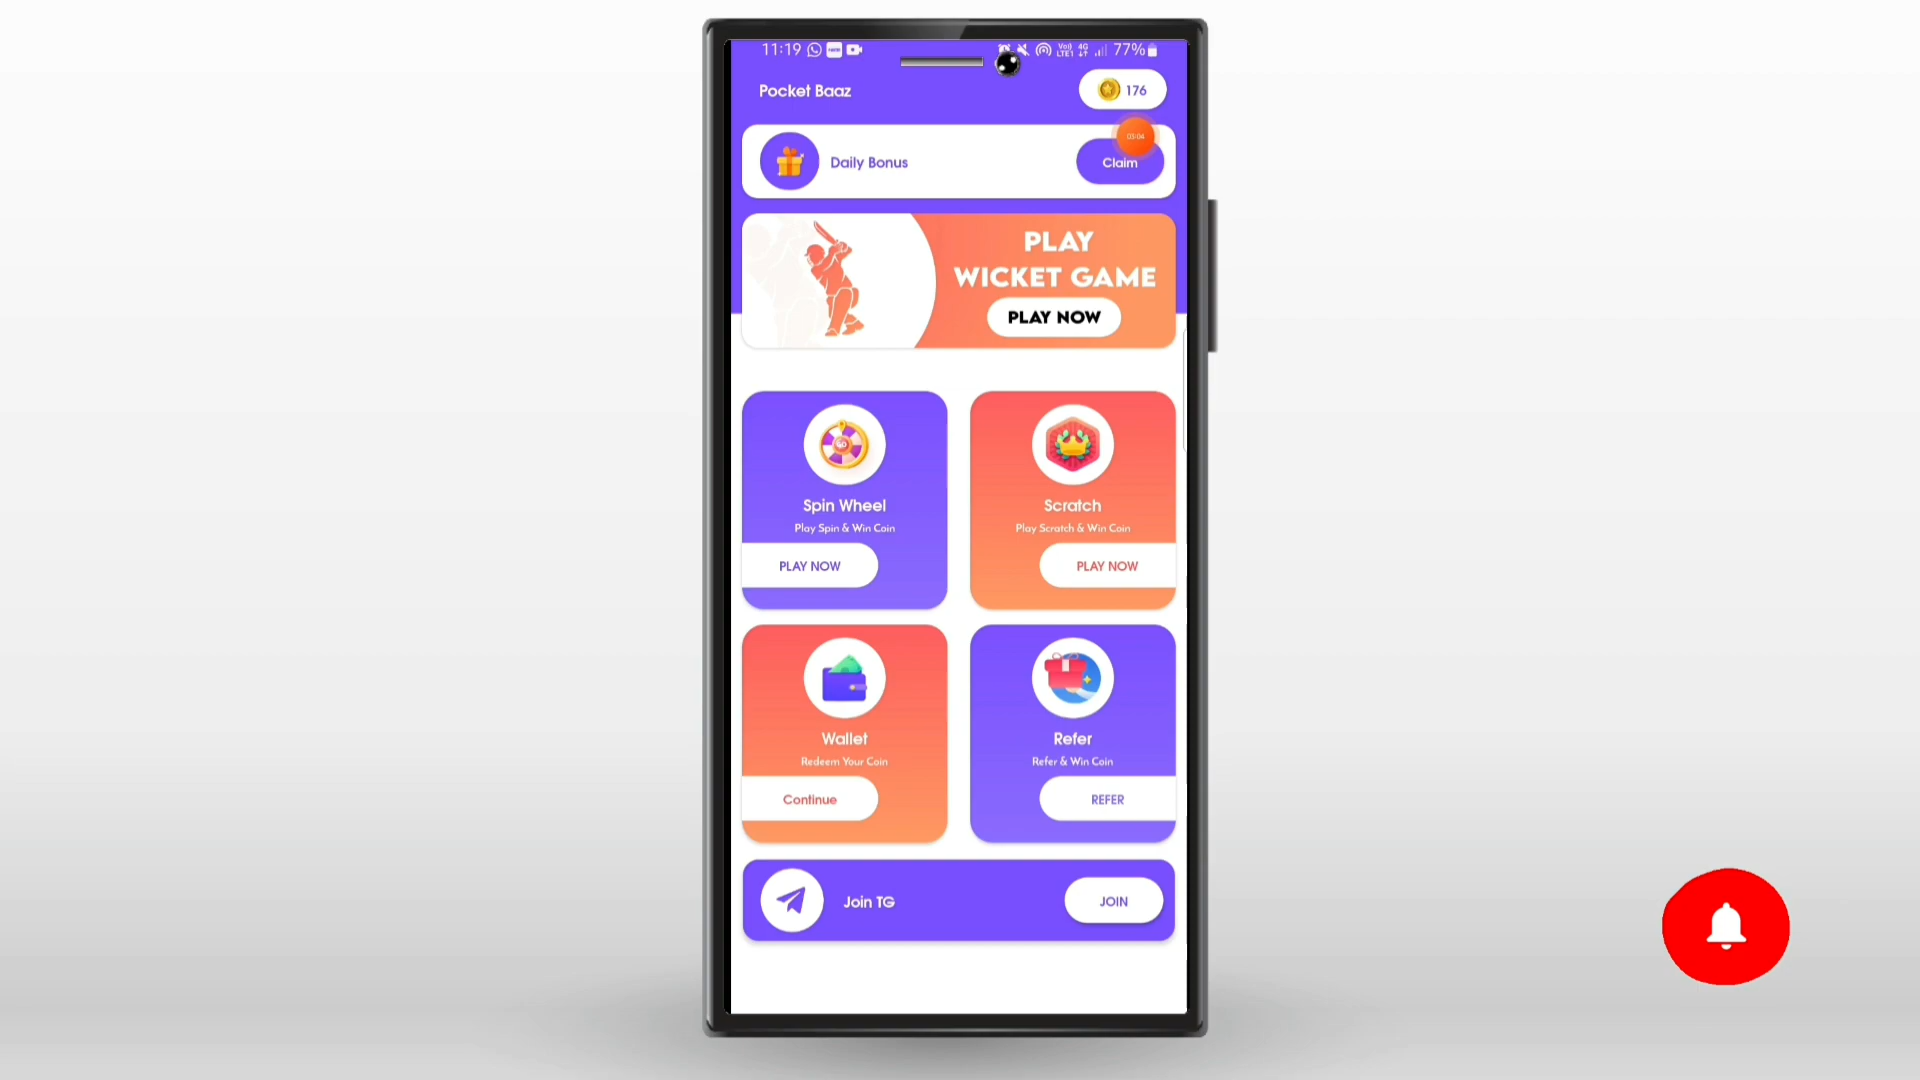 11:19
77%
Pocket Baaz
176
03:04
Daily Bonus
Claim
PLAY
WICKET GAME
PLAY NOW
Spin Wheel
Play Spin & Win Coin
PLAY NOW
Scratch
Play Scratch & Win Coin
PLAY NOW
Wallet
Redeem Your Coin
Continue
Refer
Refer & Win Coin
REFER
Join TG
JOIN